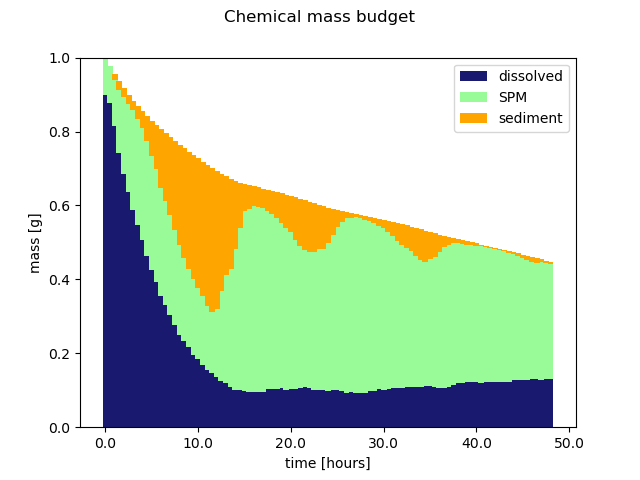 Chemical mass budget
1.0
0.8
0.6
0.4
0.2
0.0
mass [g]
dissolved
SPM
sediment
0.0 10.0 20.0 30.0 40.0 50.0
time [hours]